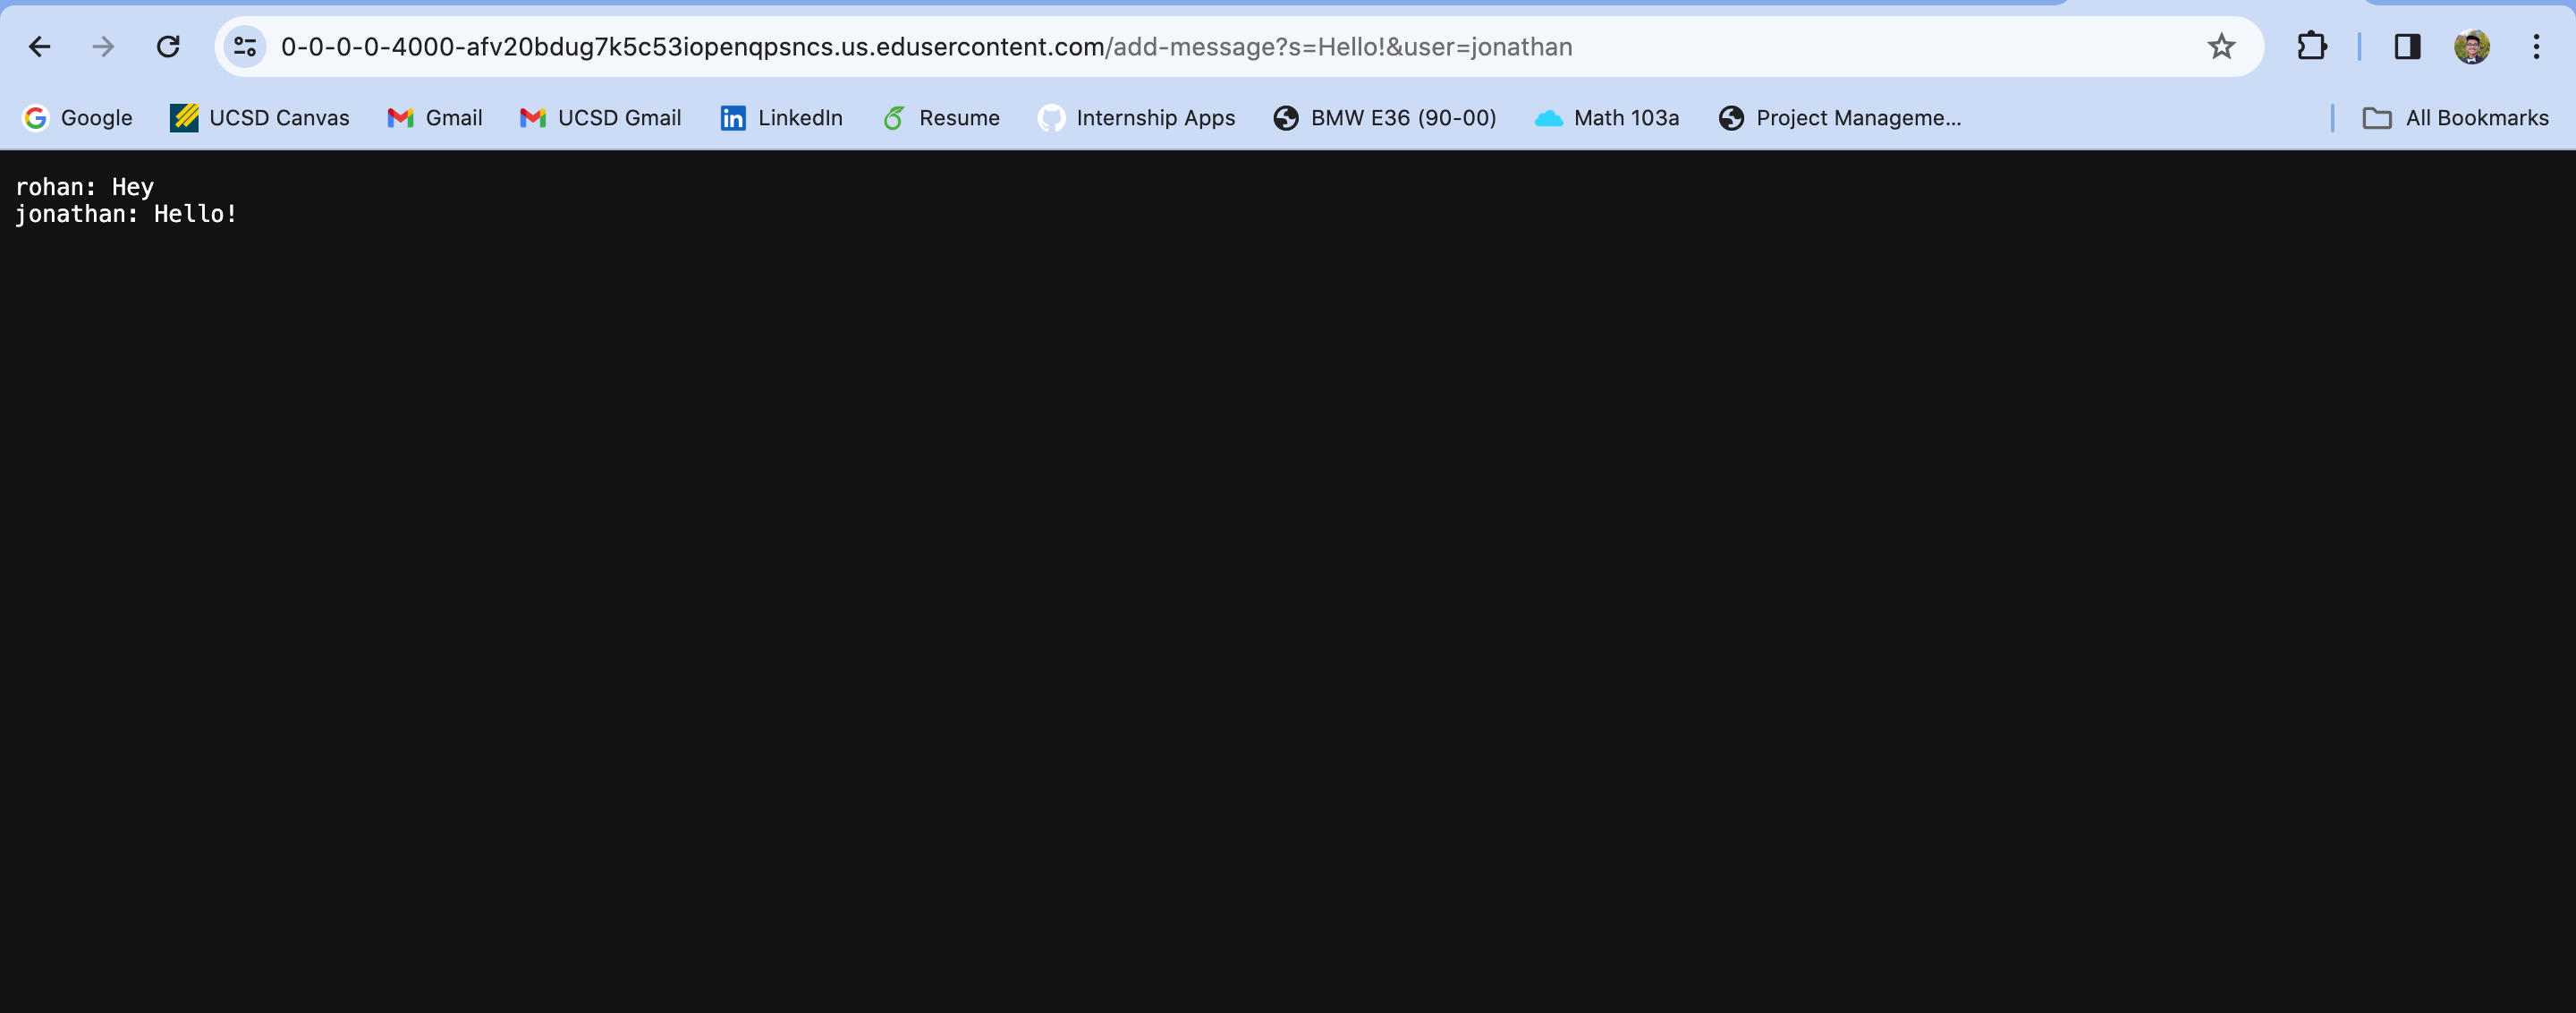 0-0-0-0-4000-afv20bdug7k5c53iopenqpsncs.us.edusercontent.com/add-message?s=Hello!&user=jonathan
Google UCSD Canvas Gmail UCSD Gmail LinkedIn Resume Internship Apps BMW E36 (90-00) Math 103a Project Manageme... All Bookmarks
rohan: Hey
jonathan: Hello!